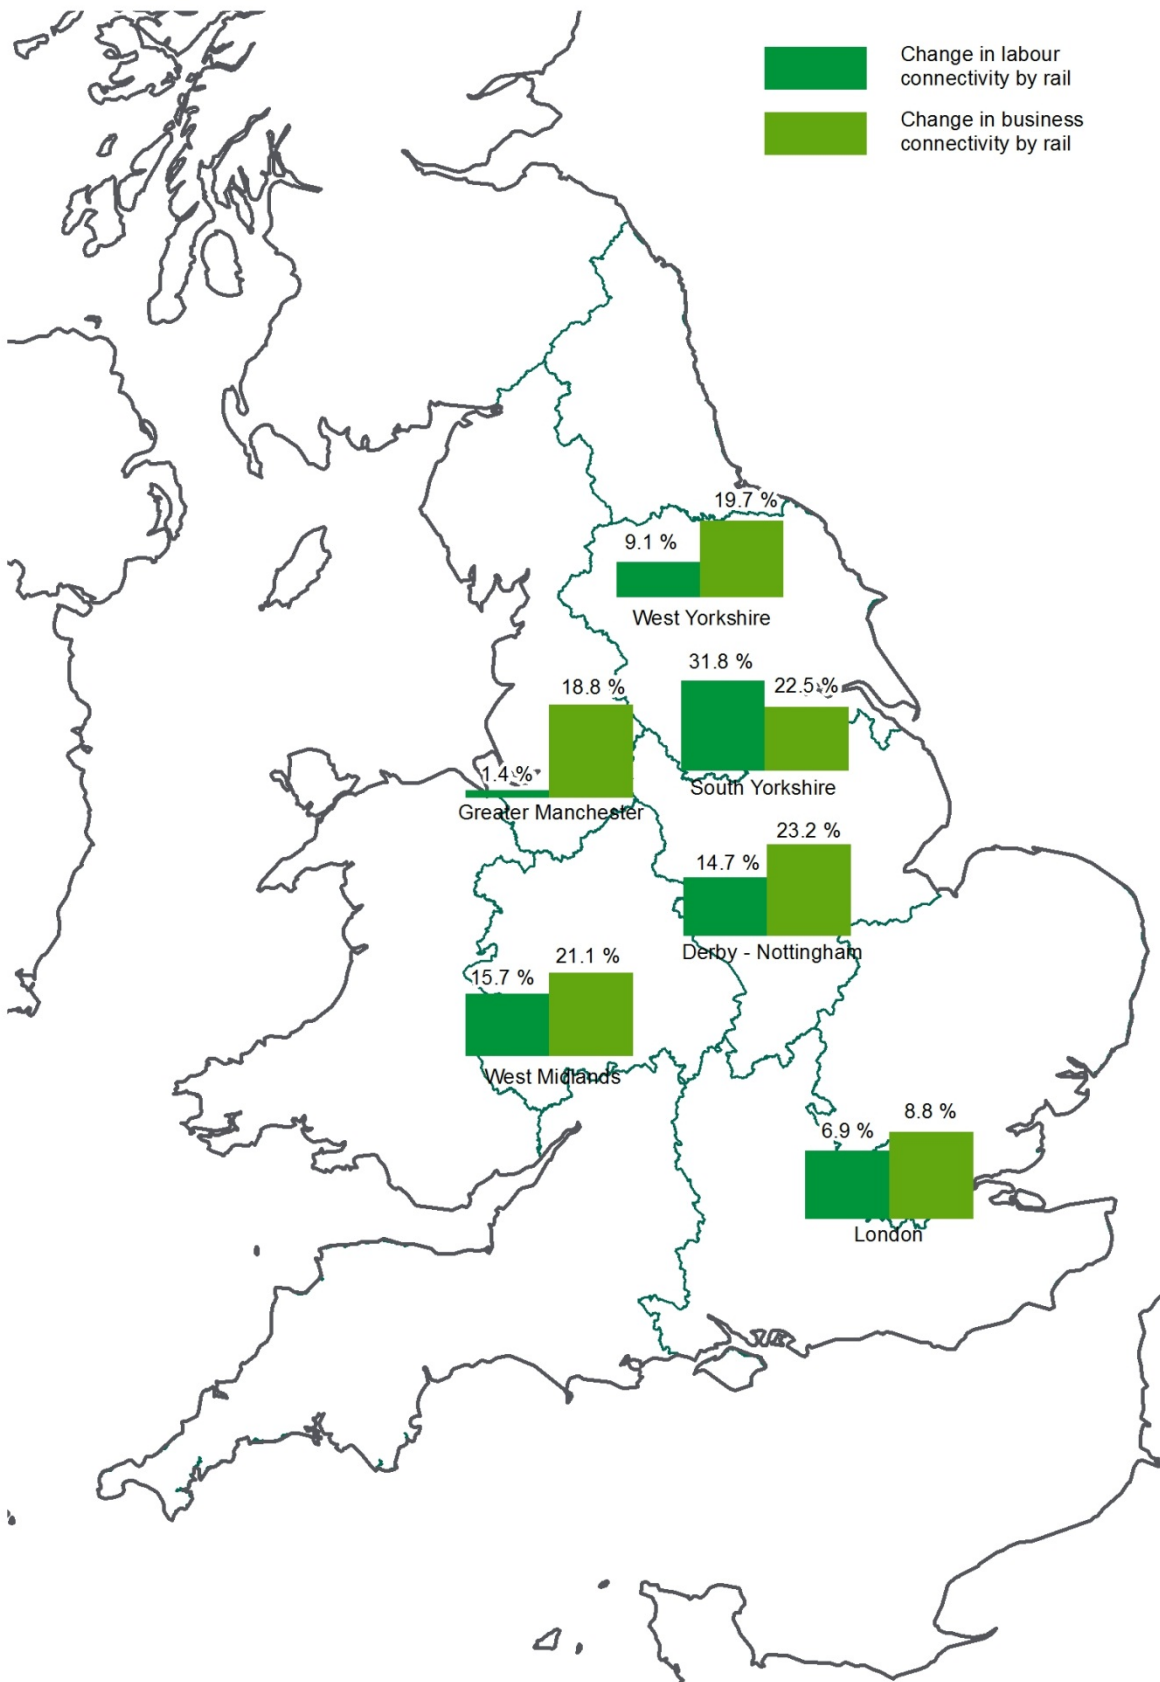 Change in labour
connectivity by rail
Change in business
connectivity by rail
19.7 %
9.1 %
West Yorkshire
31.8 %
22.5 %
South Yorkshire
18.8 %
1.4 %
Greater Manchester
23.2 %
14.7 %
Derby - Nottingham
21.1 %
15.7 %
West Midlands
8.8 %
6.9 %
London